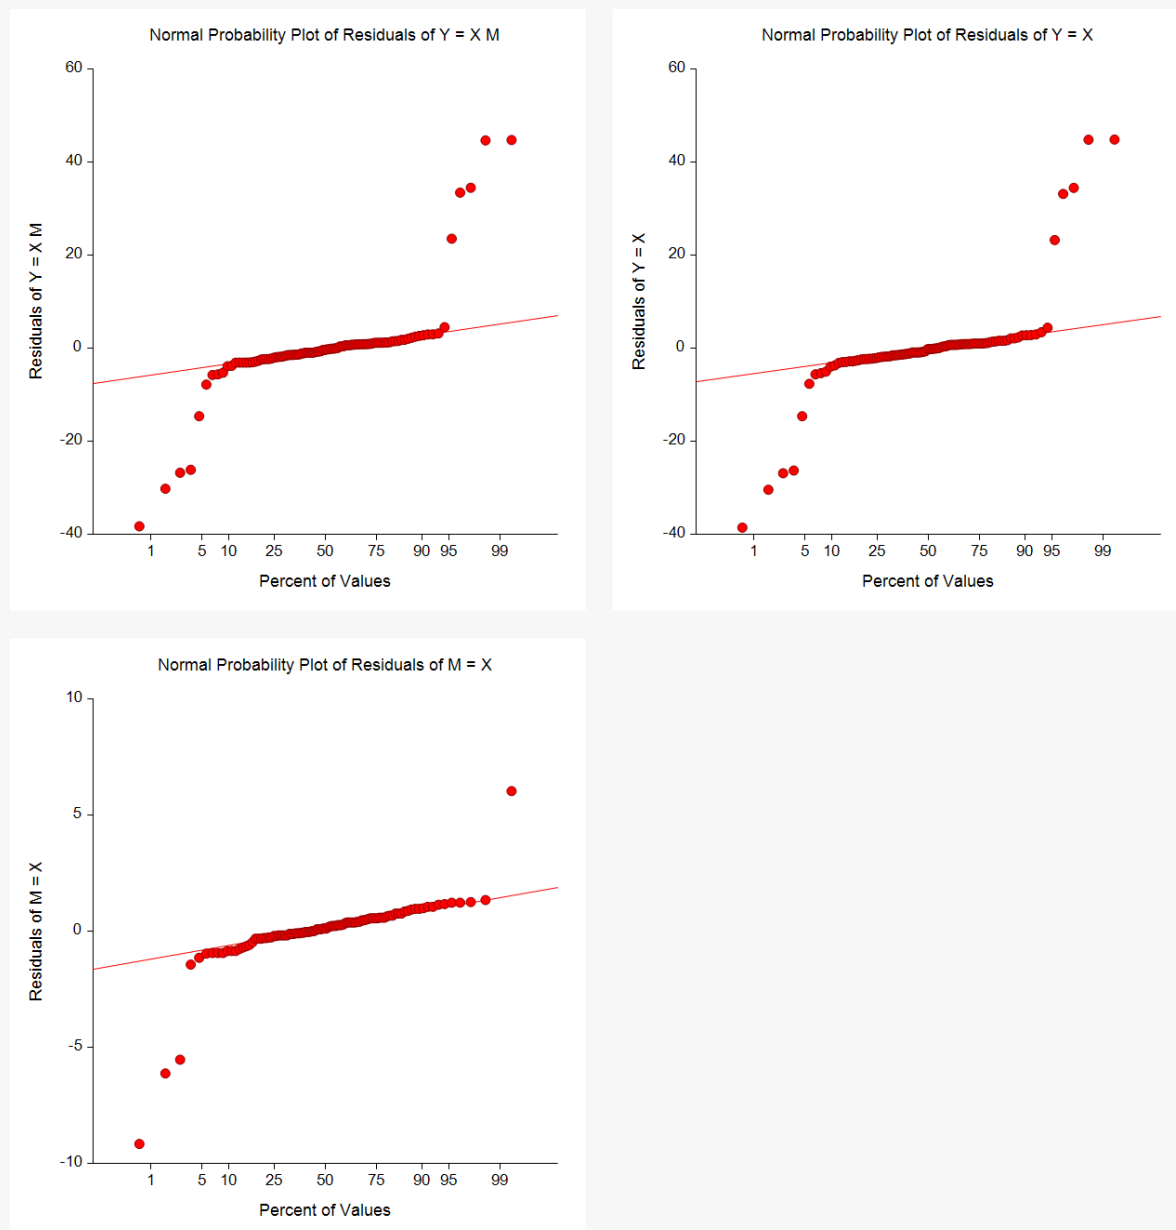 Normal Probability Plot of Residuals of Y = X M
60
40
20
0
-20
-40
Residuals of Y = X M
1 5 10 25 50 75 90 95 99
Percent of Values
Normal Probability Plot of Residuals of Y = X
60
40
20
0
-20
-40
Residuals of Y = X
1 5 10 25 50 75 90 95 99
Percent of Values
Normal Probability Plot of Residuals of M = X
10
5
0
-5
-10
Residuals of M = X
1 5 10 25 50 75 90 95 99
Percent of Values